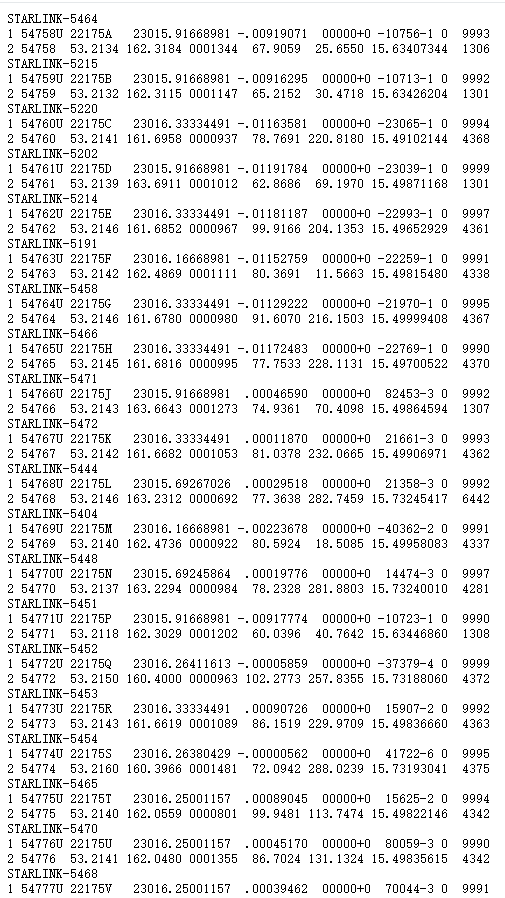 STARLINK-5464
1 54758U 22175A   23015.91668981 -.00919071  00000+0 -10756-1 0  9993
2 54758  53.2134 162.3184 0001344  67.9059  25.6550 15.63407344  1306
STARLINK-5215
1 54759U 22175B   23015.91668981 -.00916295  00000+0 -10713-1 0  9992
2 54759  53.2132 162.3115 0001147  65.2152  30.4718 15.63426204  1301
STARLINK-5220
1 54760U 22175C   23016.33334491 -.01163581  00000+0 -23065-1 0  9994
2 54760  53.2141 161.6958 0000937  78.7691 220.8180 15.49102144  4368
STARLINK-5202
1 54761U 22175D   23015.91668981 -.01191784  00000+0 -23039-1 0  9999
2 54761  53.2139 163.6911 0001012  62.8686  69.1970 15.49871168  1301
STARLINK-5214
1 54762U 22175E   23016.33334491 -.01181187  00000+0 -22993-1 0  9997
2 54762  53.2146 161.6852 0000967  99.9166 204.1353 15.49652929  4361
STARLINK-5191
1 54763U 22175F   23016.16668981 -.01152759  00000+0 -22259-1 0  9991
2 54763  53.2142 162.4869 0001111  80.3691  11.5663 15.49815480  4338
STARLINK-5458
1 54764U 22175G   23016.33334491 -.01129222  00000+0 -21970-1 0  9995
2 54764  53.2146 161.6780 0000980  91.6070 216.1503 15.49999408  4367
STARLINK-5466
1 54765U 22175H   23016.33334491 -.01172483  00000+0 -22769-1 0  9990
2 54765  53.2145 161.6816 0000995  77.7533 228.1131 15.49700522  4370
STARLINK-5471
1 54766U 22175J   23015.91668981  .00046590  00000+0  82453-3 0  9992
2 54766  53.2143 163.6643 0001273  74.9361  70.4098 15.49864594  1307
STARLINK-5472
1 54767U 22175K   23016.33334491  .00011870  00000+0  21661-3 0  9993
2 54767  53.2142 161.6682 0001053  81.0378 232.0665 15.49906971  4362
STARLINK-5444
1 54768U 22175L   23015.69267026  .00029518  00000+0  21358-3 0  9992
2 54768  53.2146 163.2312 0000692  77.3638 282.7459 15.73245417  6442
STARLINK-5404
1 54769U 22175M   23016.16668981 -.00223678  00000+0 -40362-2 0  9991
2 54769  53.2140 162.4736 0000922  80.5924  18.5085 15.49958083  4337
STARLINK-5448
1 54770U 22175N   23015.69245864  .00019776  00000+0  14474-3 0  9997
2 54770  53.2137 163.2294 0000984  78.2328 281.8803 15.73240010  4281
STARLINK-5451
1 54771U 22175P   23015.91668981 -.00917774  00000+0 -10723-1 0  9990
2 54771  53.2118 162.3029 0001202  60.0396  40.7642 15.63446860  1308
STARLINK-5452
1 54772U 22175Q   23016.26411613 -.00005859  00000+0 -37379-4 0  9999
2 54772  53.2150 160.4000 0000963 102.2773 257.8355 15.73188060  4372
STARLINK-5453
1 54773U 22175R   23016.33334491  .00090726  00000+0  15907-2 0  9992
2 54773  53.2143 161.6619 0001089  86.1519 229.9709 15.49836660  4363
STARLINK-5454
1 54774U 22175S   23016.26380429 -.00000562  00000+0  41722-6 0  9995
2 54774  53.2160 160.3966 0001481  72.0942 288.0239 15.73193041  4375
STARLINK-5465
1 54775U 22175T   23016.25001157  .00089045  00000+0  15625-2 0  9994
2 54775  53.2140 162.0559 0000801  99.9481 113.7474 15.49822146  4342
STARLINK-5470
1 54776U 22175U   23016.25001157  .00045170  00000+0  80059-3 0  9990
2 54776  53.2141 162.0480 0001355  86.7024 131.1324 15.49835615  4342
STARLINK-5468
1 54777U 22175V   23016.25001157  .00039462  00000+0  70044-3 0  9991